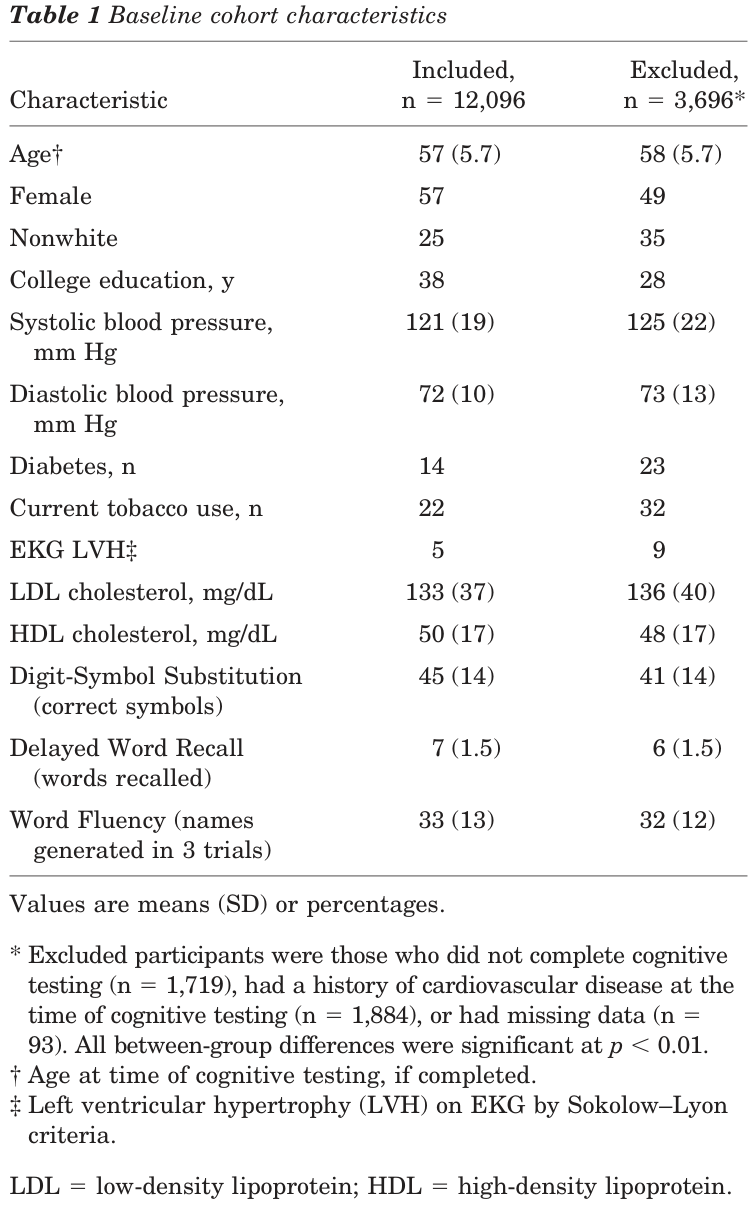 Table 1 Baseline cohort characteristics
Included, Excluded,
Characteristic n = 12,096 n = 3,696*
Age† 57 (5.7) 58 (5.7)
Female 57 49
Nonwhite 25 35
College education, y 38 28
Systolic blood pressure, 121 (19) 125 (22)
mm Hg
Diastolic blood pressure, 72 (10) 73 (13)
mm Hg
Diabetes, n 14 23
Current tobacco use, n 22 32
EKG LVH‡ 5 9
LDL cholesterol, mg/dL 133 (37) 136 (40)
HDL cholesterol, mg/dL 50 (17) 48 (17)
Digit-Symbol Substitution 45 (14) 41 (14)
(correct symbols)
Delayed Word Recall 7 (1.5) 6 (1.5)
(words recalled)
Word Fluency (names 33 (13) 32 (12)
generated in 3 trials)
Values are means (SD) or percentages.
* Excluded participants were those who did not complete cognitive
testing (n = 1,719), had a history of cardiovascular disease at the
time of cognitive testing (n = 1,884), or had missing data (n =
93). All between-group differences were significant at p < 0.01.
† Age at time of cognitive testing, if completed.
‡ Left ventricular hypertrophy (LVH) on EKG by Sokolow–Lyon
criteria.
LDL = low-density lipoprotein; HDL = high-density lipoprotein.